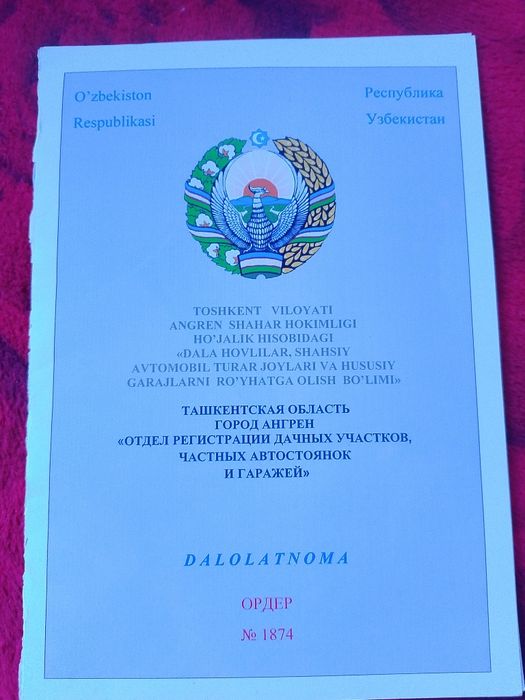 O'zbekiston
Respublikasi
Республика
Узбекистан
TOSHKENT VILOYATI
ANGREN SHAHAR HOKIMLIGI
HO'JALIK HISOBIDAGI
«DALA HOVLILAR, SHAHSIY
AVTOMOBIL TURAR JOYLARI VA HUSUSIY
GARAJLARNI RO'YHATGA OLISH BO'LIMI»
ТАШКЕНТСКАЯ ОБЛАСТЬ
ГОРОД АНГРЕН
«ОТДЕЛ РЕГИСТРАЦИИ ДАЧНЫХ УЧАСТКОВ,
ЧАСТНЫХ АВТОСТОЯНОК
И ГАРАЖЕЙ»
DALOLATNOMA
ОРДЕР
№ 1874